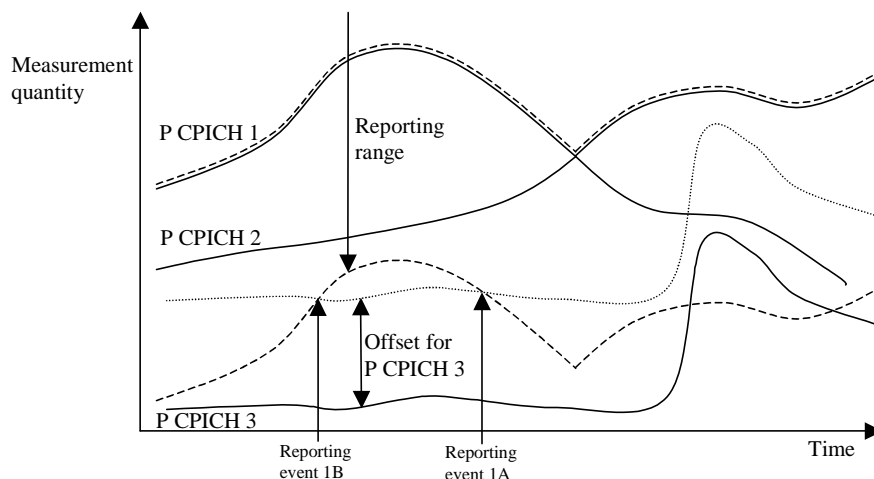 Measurement
quantity
P CPICH 1
Reporting
range
P CPICH 2
Offset for
P CPICH 3
P CPICH 3
Time
Reporting
event 1B
Reporting
event 1A